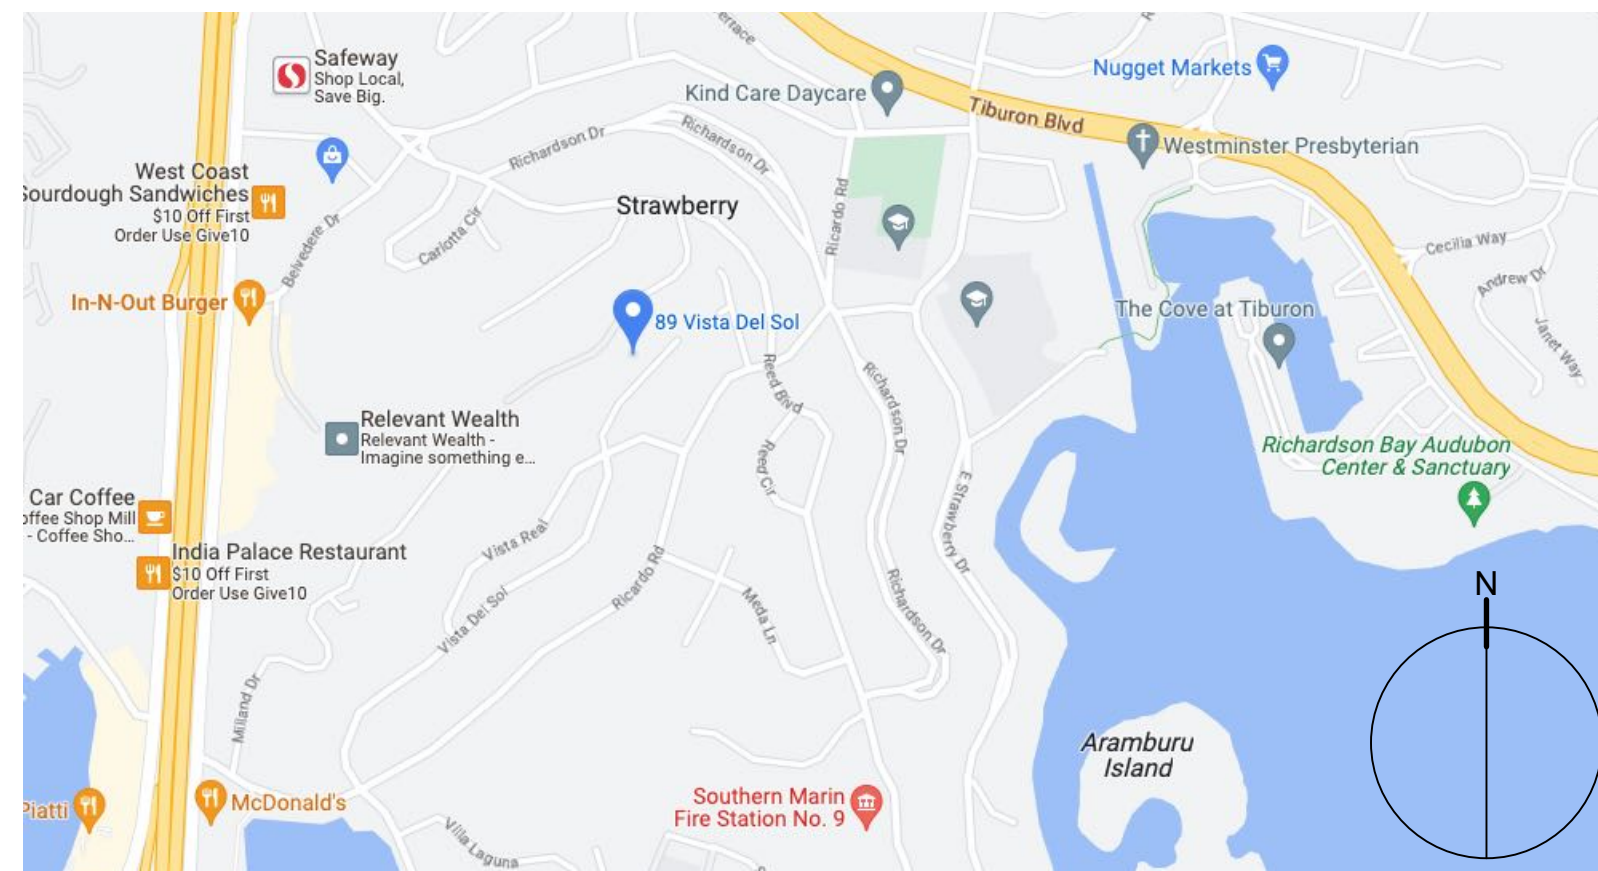 Safeway
Shop Local,
Save Big.
Nugget Markets
Kind Care Daycare
Tiburon Blvd
Richardson Dr
Richardson Dr
Westminster Presbyterian
West Coast
Sourdough Sandwiches
$10 Off First
Order Use Give10
Strawberry
Ricardo Rd
Carlotta Cir
Belvedere Dr
Cecilia Way
Andrew Dr
Janet Way
In-N-Out Burger
89 Vista Del Sol
The Cove at Tiburon
Reed Blvd
Richardson Dr
Relevant Wealth
Relevant Wealth -
Imagine something e...
Reed Cir
Richardson Bay Audubon
Center & Sanctuary
E Strawberry Dr
Car Coffee
offee Shop Mill
- Coffee Sho...
India Palace Restaurant
$10 Off First
Order Use Give10
Vista Real
Vista Del Sol
Ricardo Rd
Meda Ln
Richardson Dr
N
Milland Dr
Aramburu
Island
Piatti
McDonald's
Southern Marin
Fire Station No. 9
Villa Laguna